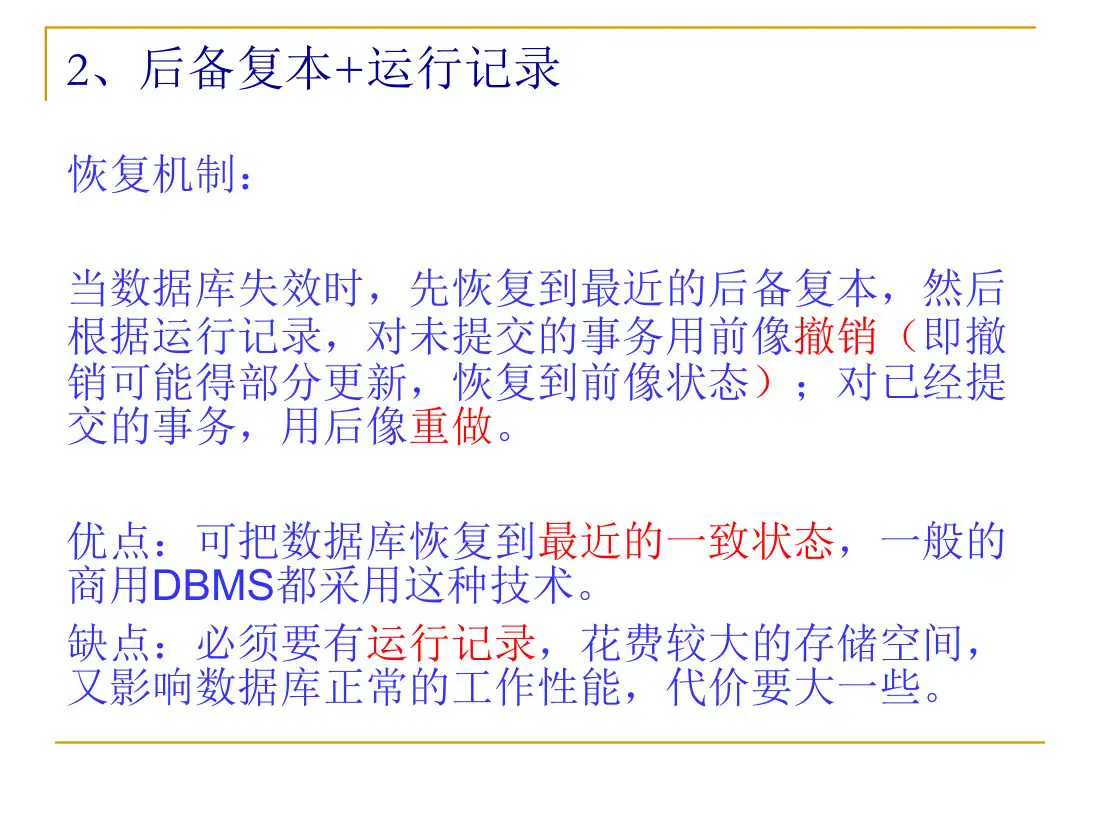 2、后备复本+运行记录
恢复机制：
当数据库失效时，先恢复到最近的后备复本，然后
根据运行记录，对未提交的事务用前像撤销（即撤
销可能得部分更新，恢复到前像状态）；对已经提
交的事务，用后像重做。
优点：可把数据库恢复到最近的一致状态，一般的
商用DBMS都采用这种技术。
缺点：必须要有运行记录，花费较大的存储空间，
又影响数据库正常的工作性能，代价要大一些。